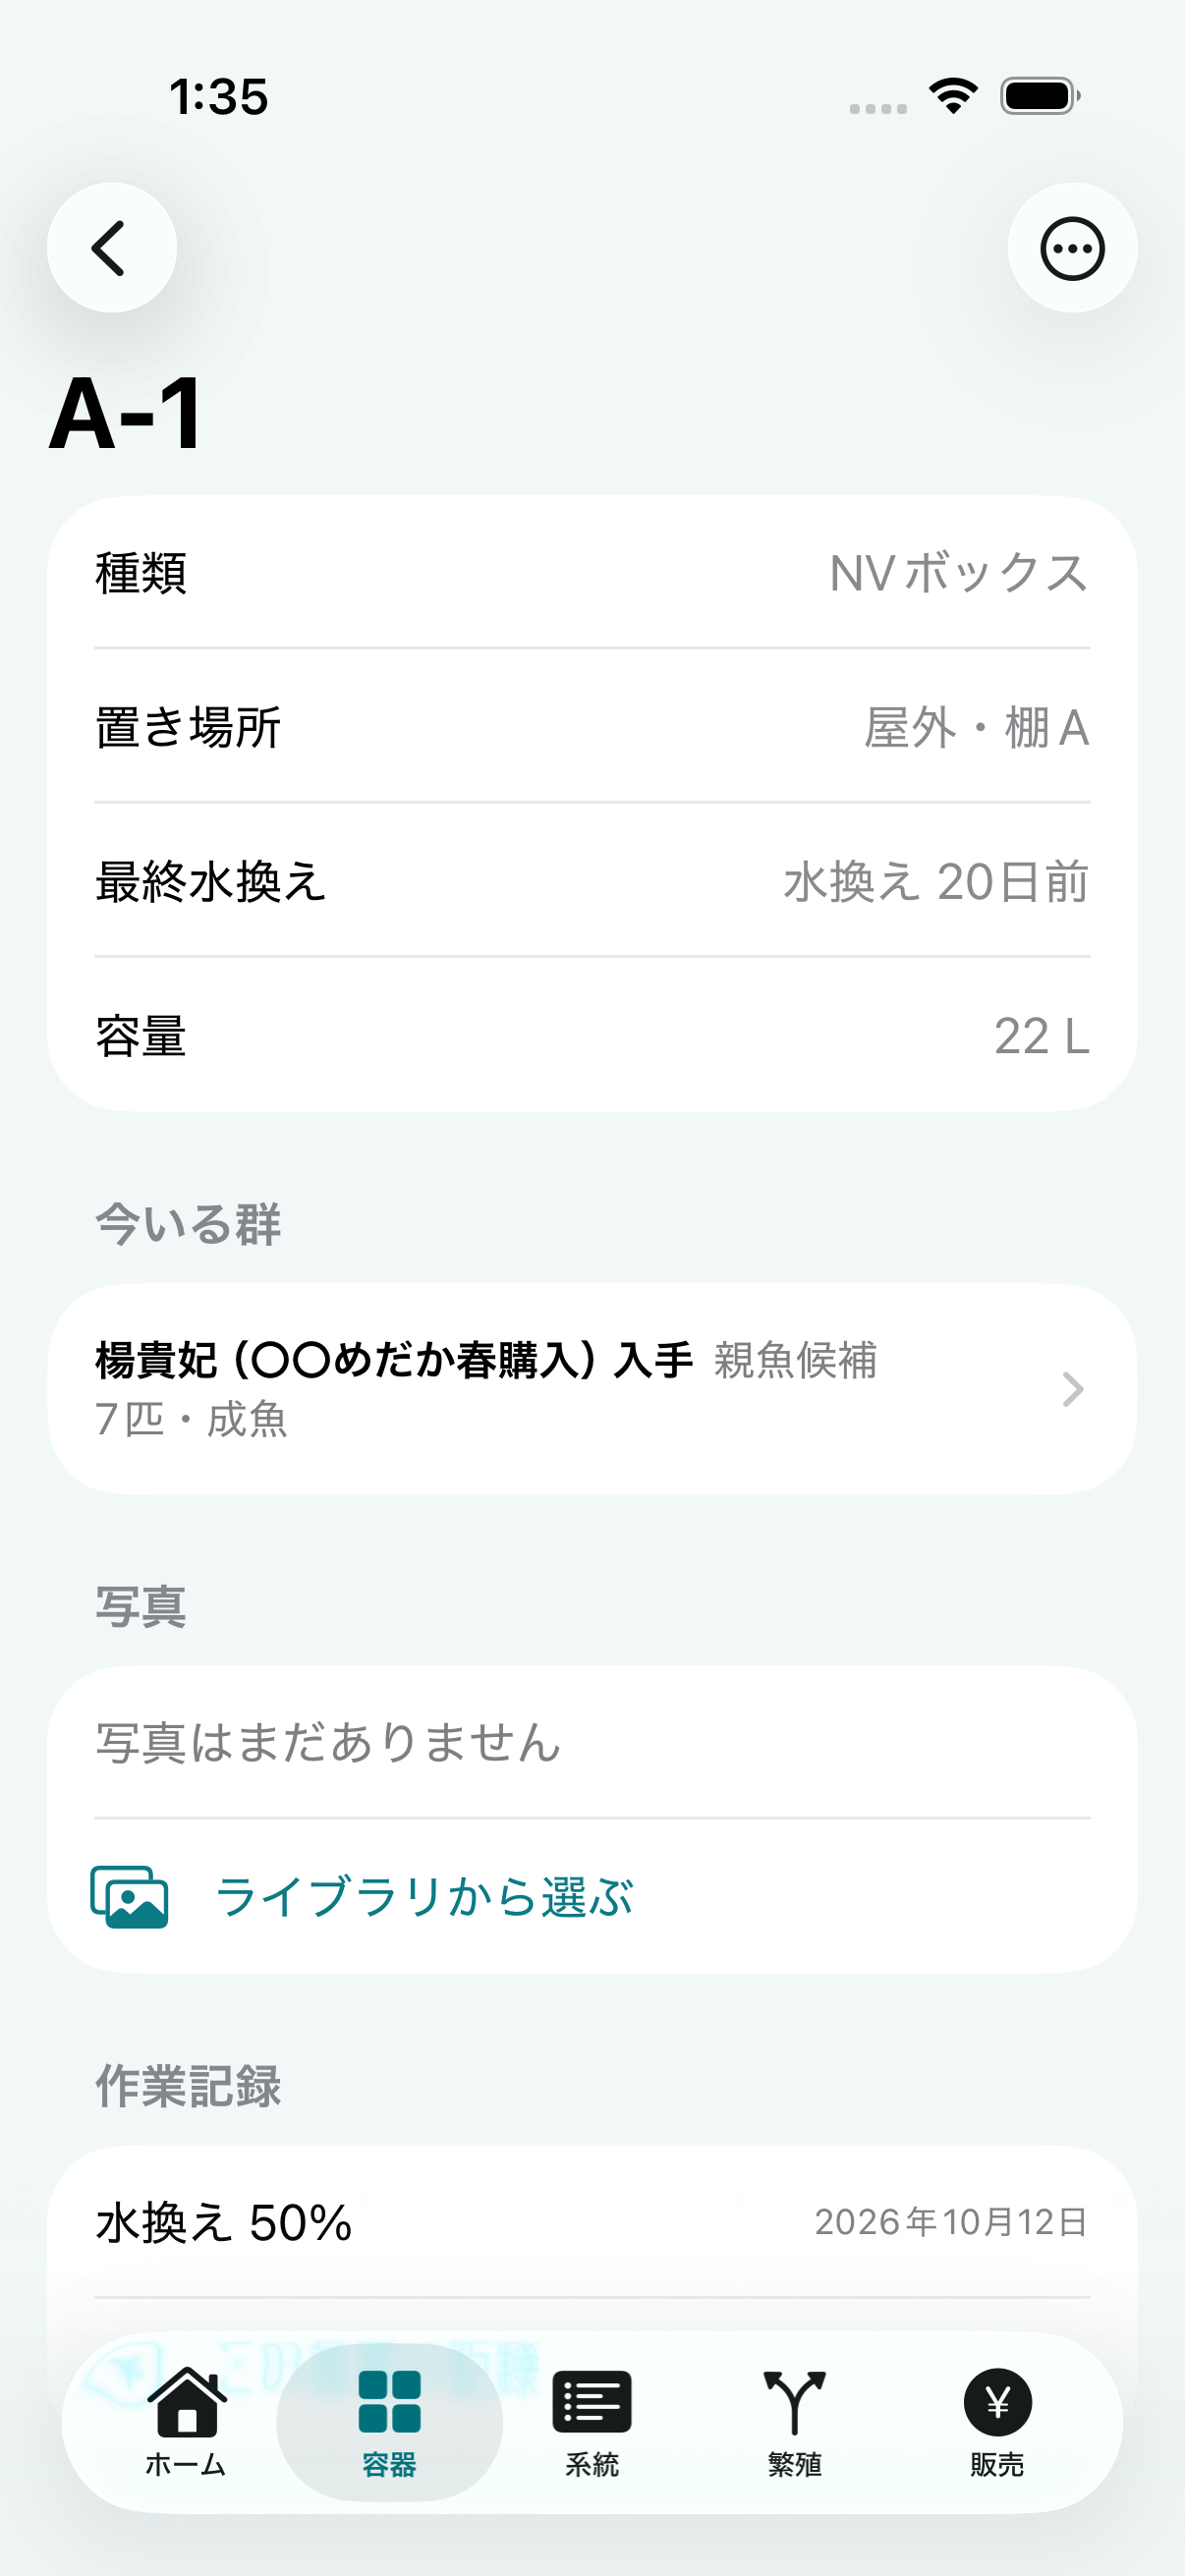 1:35
A-1
種類 NVボックス
置き場所 屋外・棚A
最終水換え 水換え 20日前
容量 22 L
今いる群
楊貴妃（〇〇めだか春購入）入手 親魚候補
7匹・成魚
写真
写真はまだありません
ライブラリから選ぶ
作業記録
水換え 50% 2026年10月12日
ホーム 容器 系統 繁殖 販売